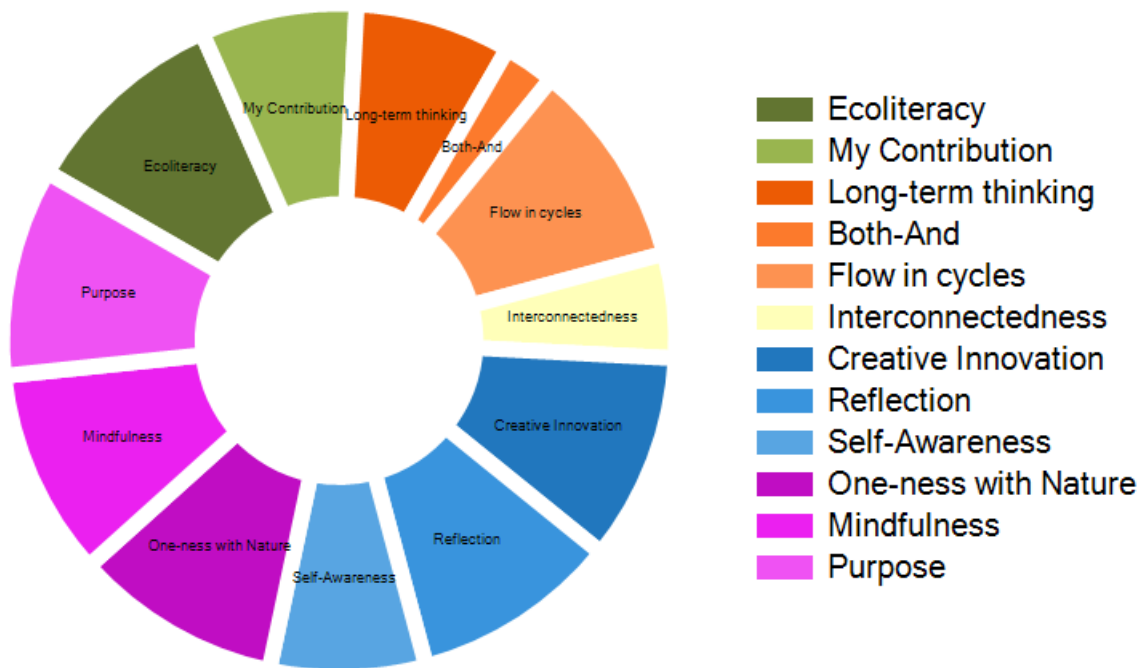 My Contribution
Long-term thinking
Both-And
Ecoliteracy
Flow in cycles
Purpose
Interconnectedness
Mindfulness
Creative Innovation
One-ness with Nature
Reflection
Self-Awareness
Ecoliteracy
My Contribution
Long-term thinking
Both-And
Flow in cycles
Interconnectedness
Creative Innovation
Reflection
Self-Awareness
One-ness with Nature
Mindfulness
Purpose